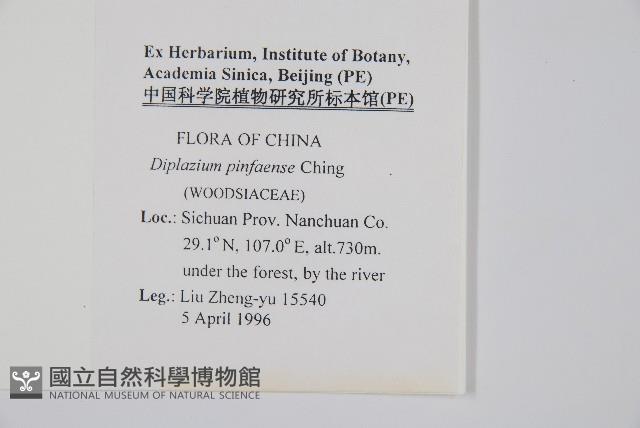 Ex Herbarium, Institute of Botany,
Academia Sinica, Beijing (PE)
中国科学院植物研究所标本馆(PE)
FLORA OF CHINA
Diplazium pinfaense Ching
(WOODSIACEAE)
Loc.: Sichuan Prov. Nanchuan Co.
29.1° N, 107.0° E, alt.730m.
under the forest, by the river
Leg.: Liu Zheng-yu 15540
5 April 1996
國立自然科學博物館
NATIONAL MUSEUM OF NATURAL SCIENCE